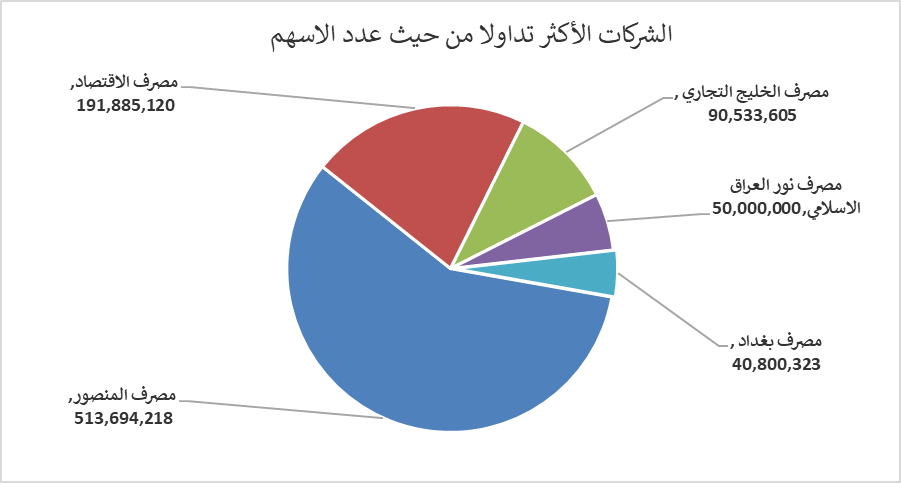 الشركات الأكثر تداولا من حيث عدد الاسهم
مصرف الخليج التجاري ,
90,533,605
مصرف نور العراق
الاسلامي,50,000,000
مصرف بغداد ,
40,800,323
مصرف المنصور,
513,694,218
مصرف الاقتصاد,
191,885,120